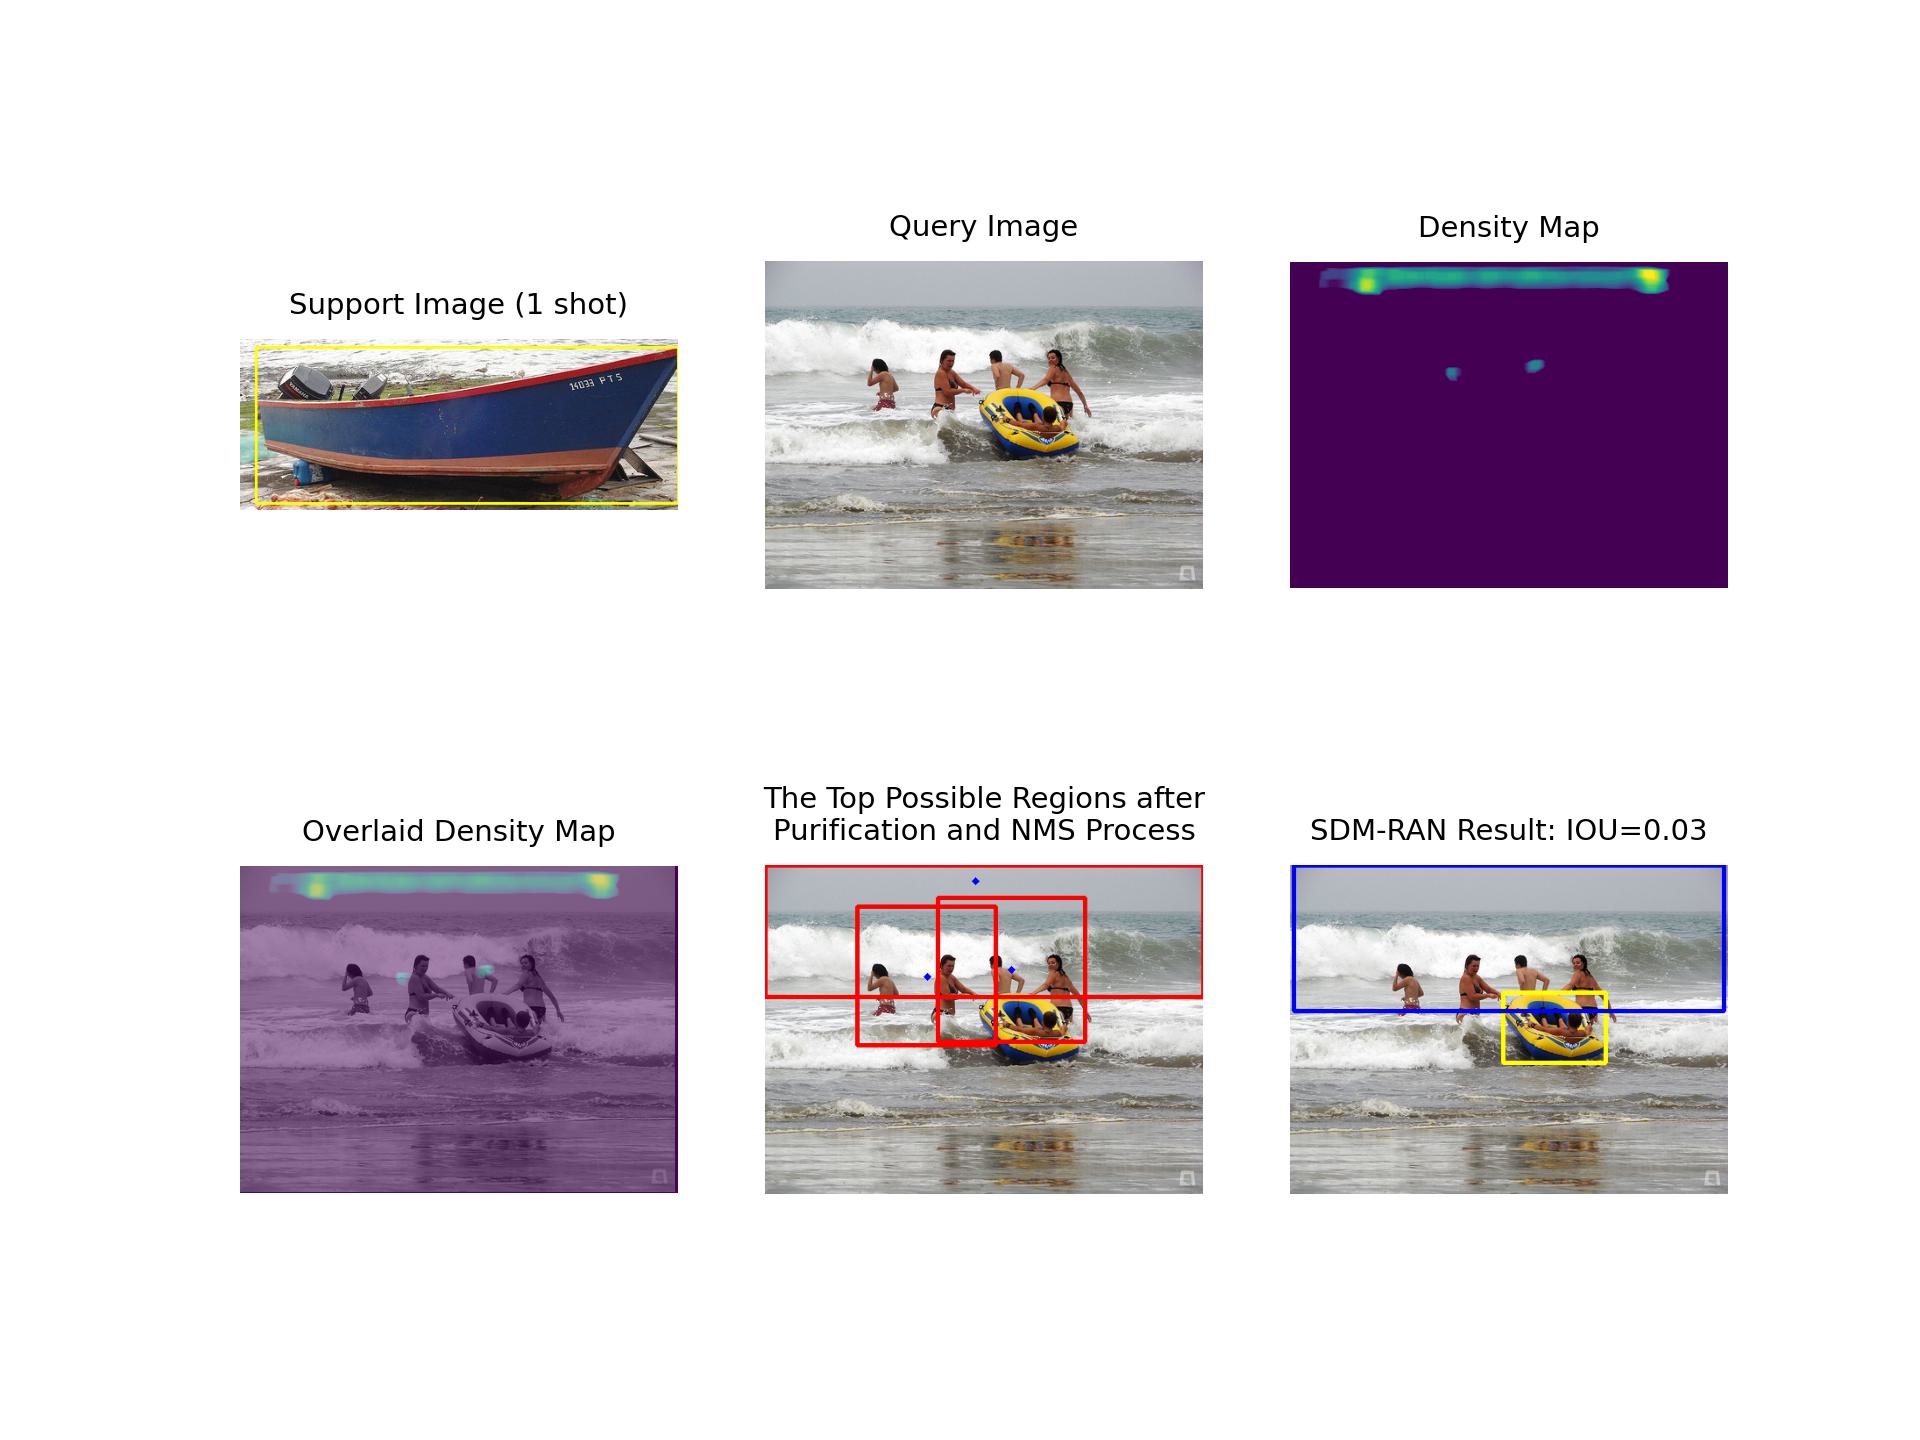 Query Image
Density Map
Support Image (1 shot)
14033 PTS
The Top Possible Regions after
Purification and NMS Process
Overlaid Density Map
SDM-RAN Result: IOU=0.03